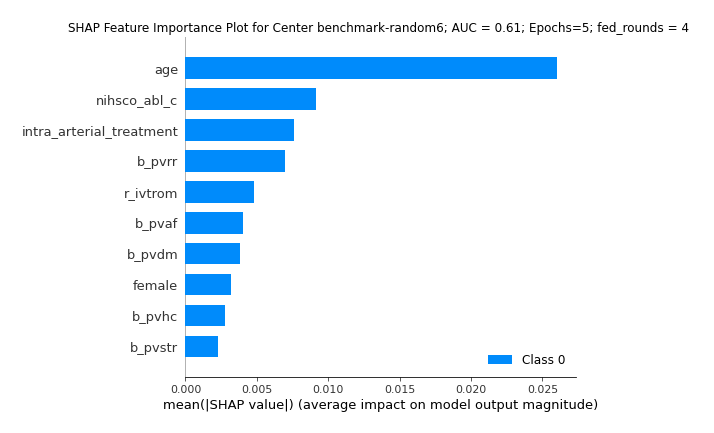 SHAP Feature Importance Plot for Center benchmark-random6; AUC = 0.61; Epochs=5; fed_rounds = 4
age
nihsco_abl_c
intra_arterial_treatment
b_pvrr
r_ivtrom
b_pvaf
b_pvdm
female
b_pvhc
b_pvstr
Class 0
0.000 0.005 0.010 0.015 0.020 0.025
mean(|SHAP value|) (average impact on model output magnitude)